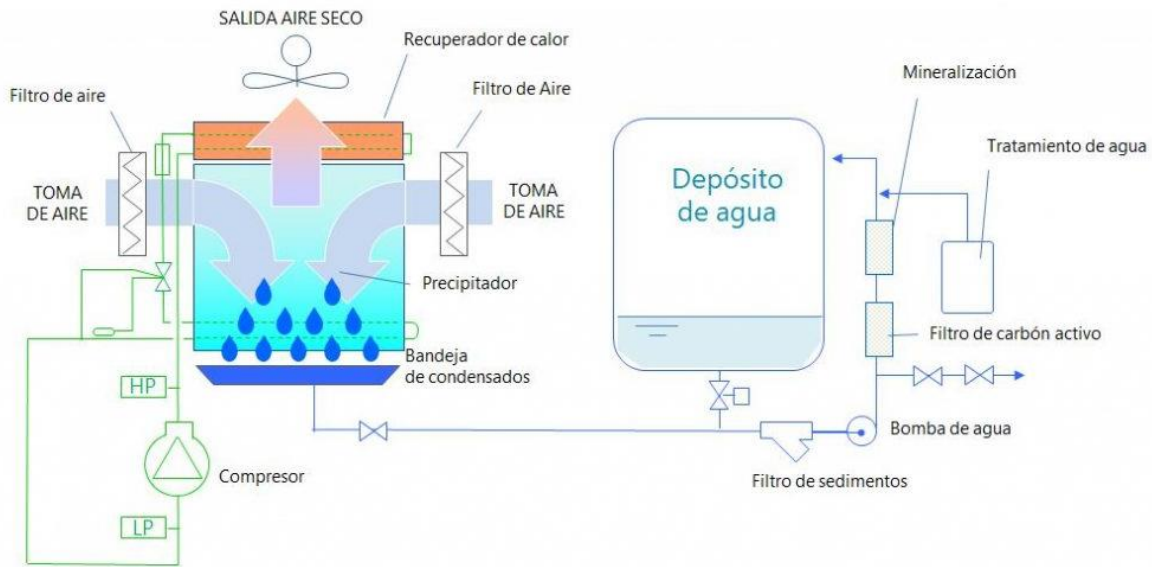 SALIDA AIRE SECO
Recuperador de calor
Filtro de aire
Filtro de Aire
TOMA
DE AIRE
TOMA
DE AIRE
Precipitador
Bandeja
de condensados
HP
Compresor
LP
Depósito
de agua
Mineralización
Tratamiento de agua
Filtro de carbón activo
Bomba de agua
Filtro de sedimentos